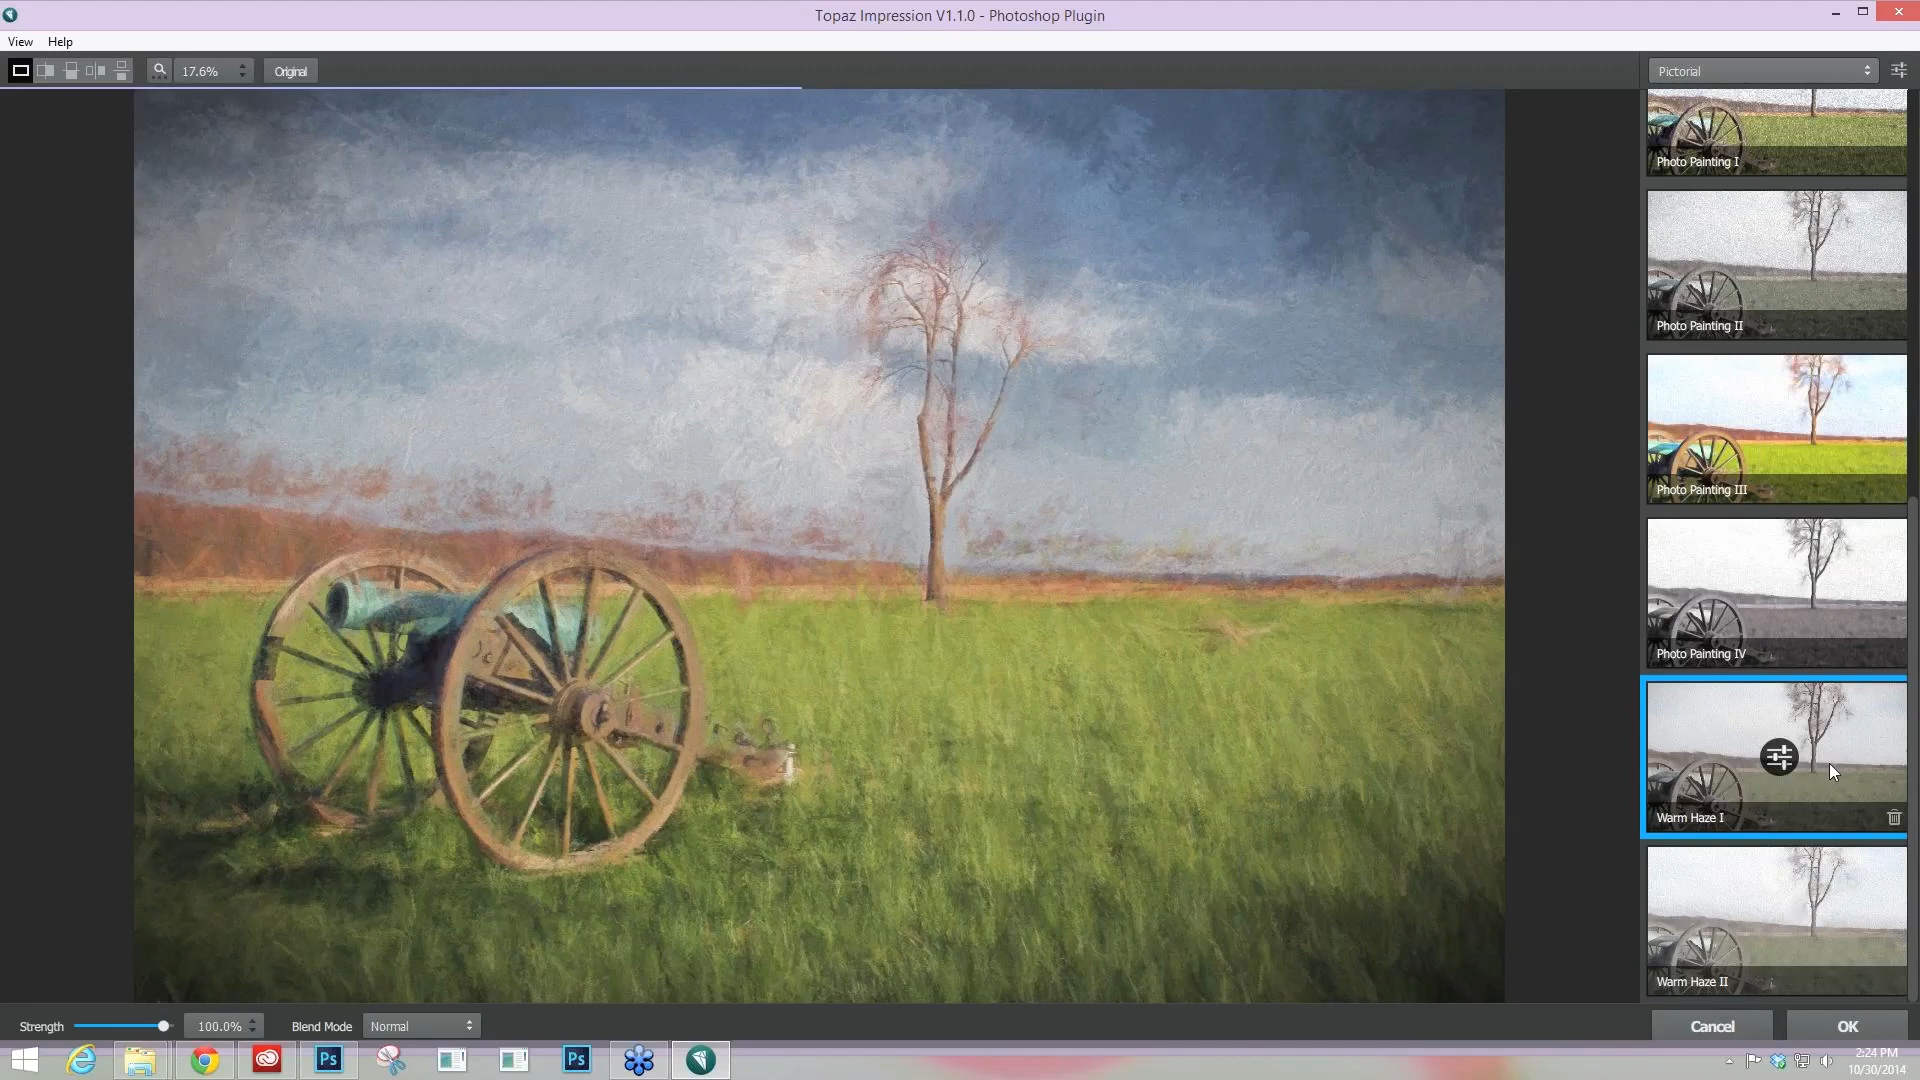 Topaz Impression V1.1.0 - Photoshop Plugin
View Help
17.6%
Original
Pictorial
Photo Painting I
Photo Painting II
Photo Painting III
Photo Painting IV
Warm Haze I
Warm Haze II
Strength
100.0%
Blend Mode
Normal
Cancel
OK
Ps
Ps
2:24 PM
10/30/2014